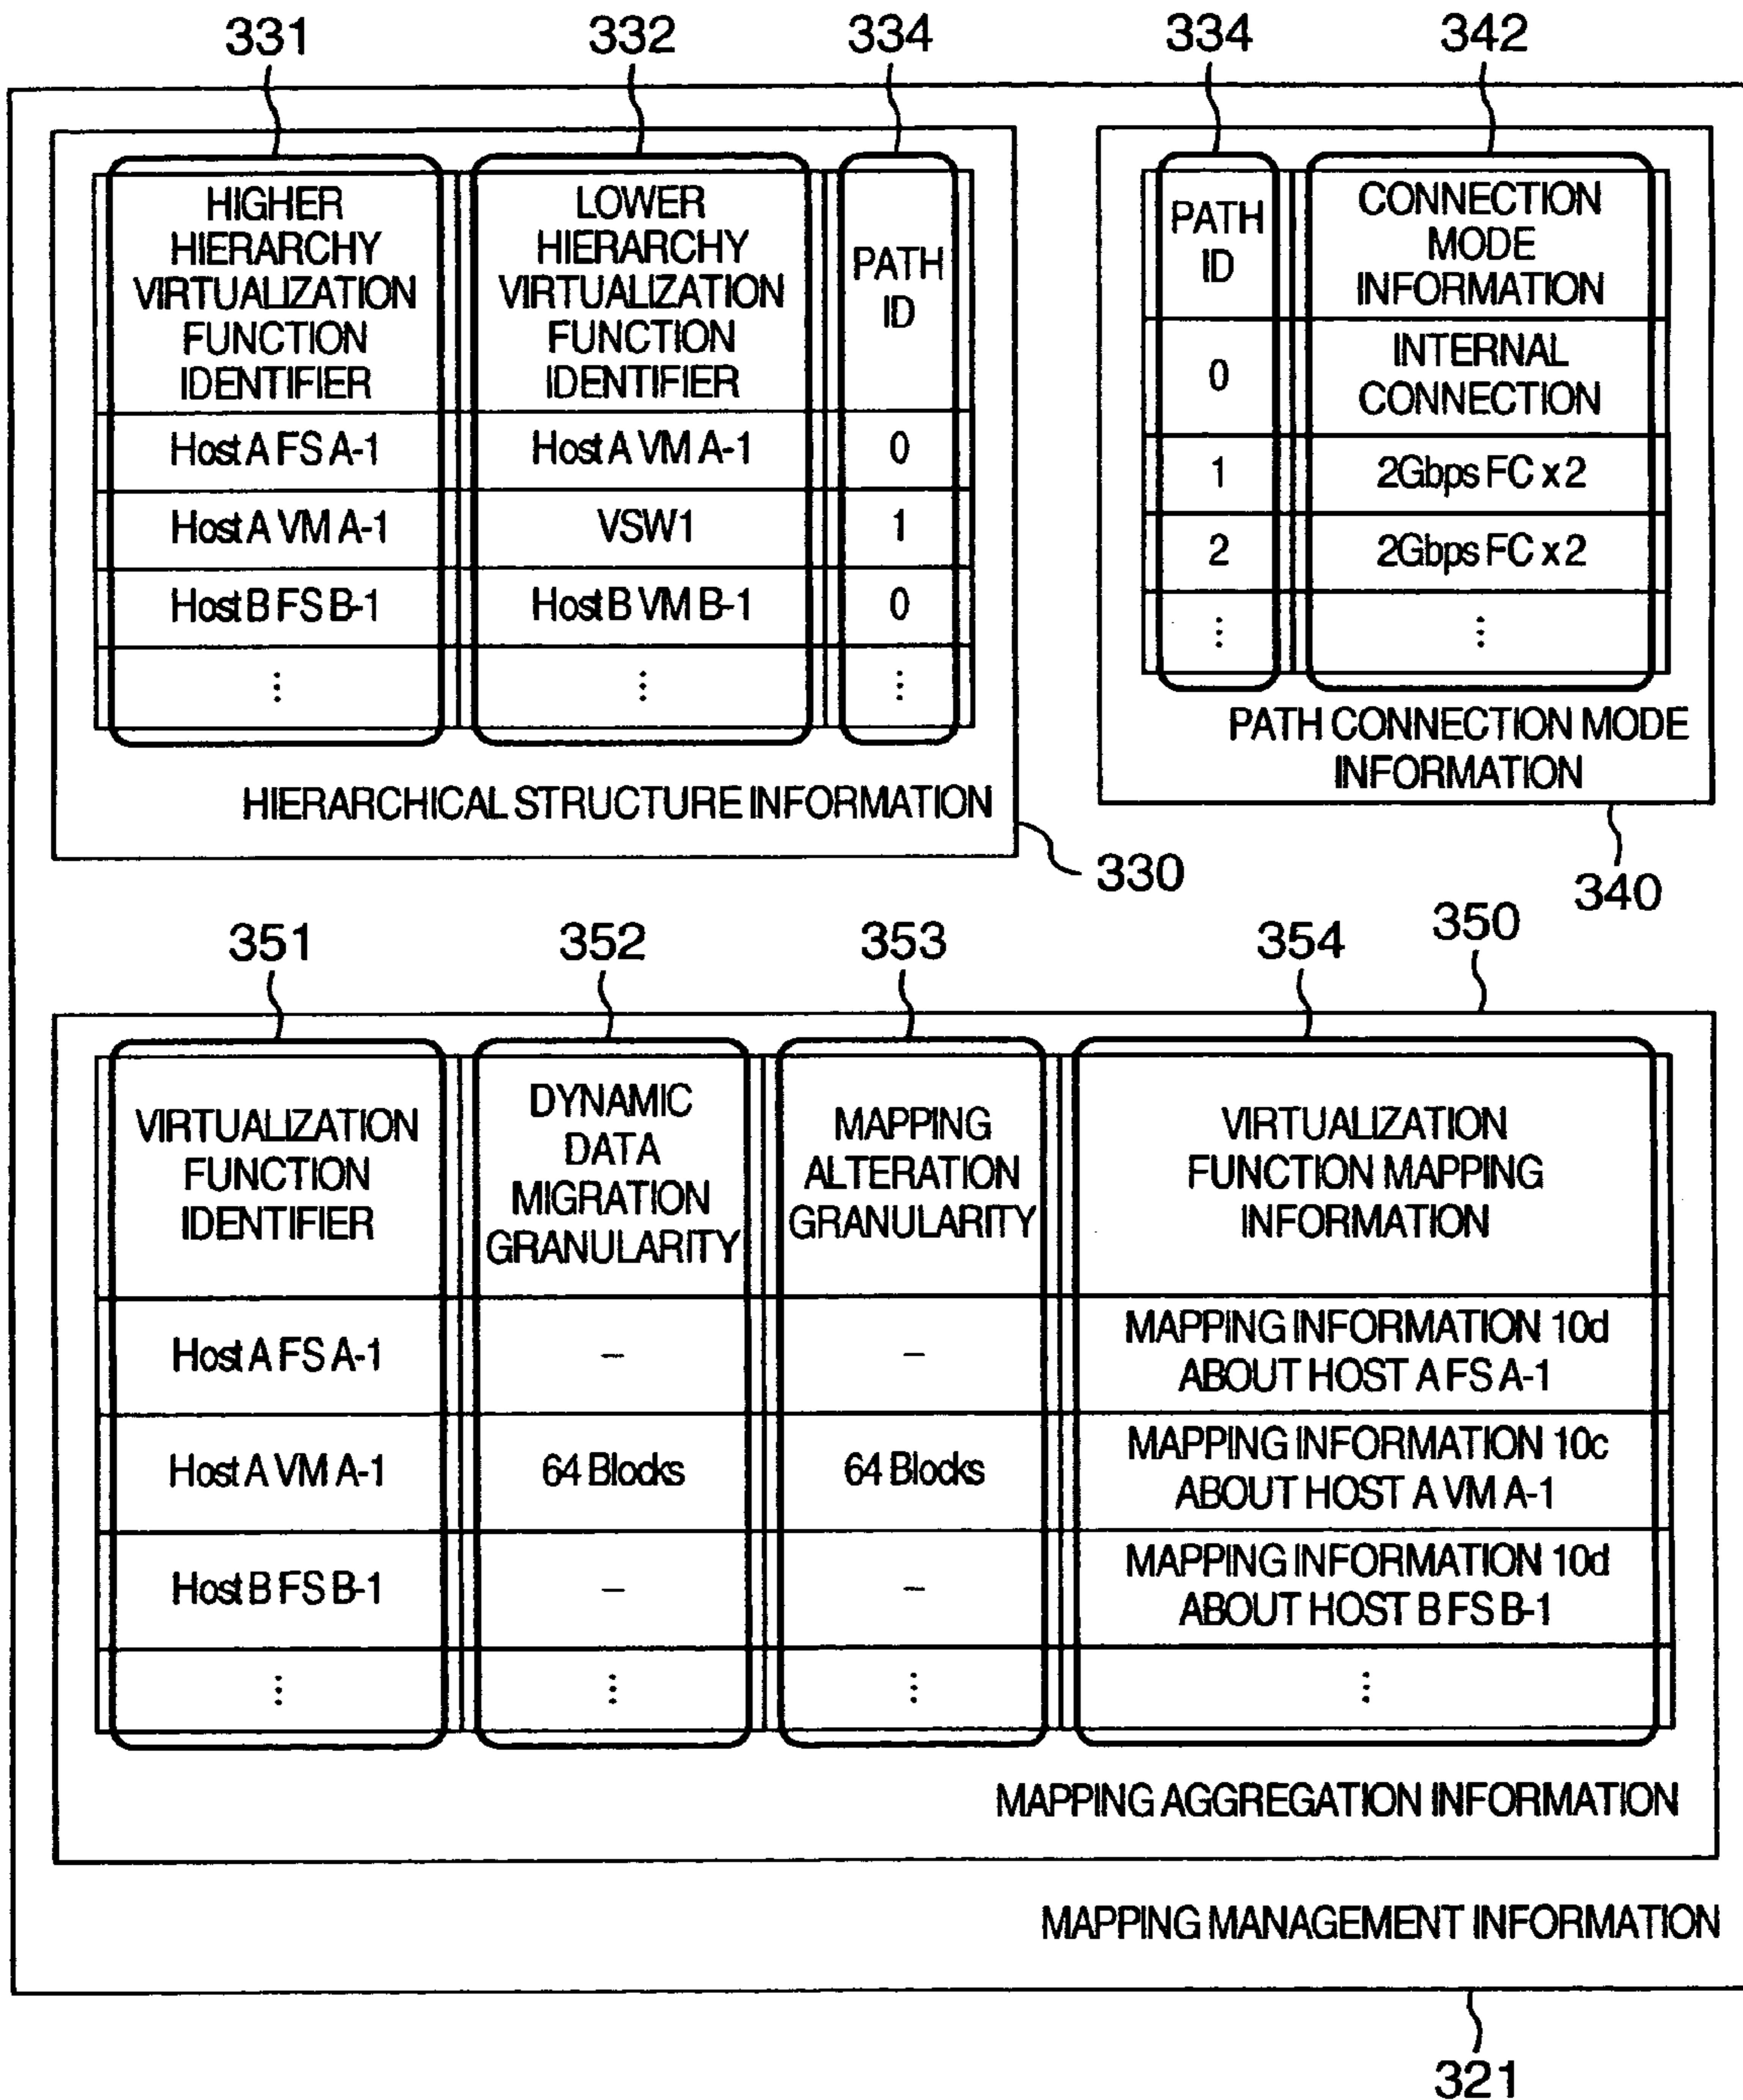 331 332 334 334 342
HIGHER
HIERARCHY
VIRTUALIZATION
FUNCTION
IDENTIFIER
LOWER
HIERARCHY
VIRTUALIZATION
FUNCTION
IDENTIFIER
PATH
ID
Host A FS A-1 Host A VM A-1 0
Host A VM A-1 VSW1 1
Host B FS B-1 Host B VM B-1 0
⋮ ⋮ ⋮
HIERARCHICAL STRUCTURE INFORMATION
330
PATH
ID
CONNECTION
MODE
INFORMATION
0
INTERNAL
CONNECTION
1 2Gbps FC x 2
2 2Gbps FC x 2
⋮ ⋮
PATH CONNECTION MODE
INFORMATION
340
351 352 353 354 350
VIRTUALIZATION
FUNCTION
IDENTIFIER
DYNAMIC
DATA
MIGRATION
GRANULARITY
MAPPING
ALTERATION
GRANULARITY
VIRTUALIZATION
FUNCTION MAPPING
INFORMATION
Host A FS A-1 – –
MAPPING INFORMATION 10d
ABOUT HOST A FS A-1
Host A VM A-1 64 Blocks 64 Blocks
MAPPING INFORMATION 10c
ABOUT HOST A VM A-1
Host B FS B-1 – –
MAPPING INFORMATION 10d
ABOUT HOST B FS B-1
⋮ ⋮ ⋮ ⋮
MAPPING AGGREGATION INFORMATION
MAPPING MANAGEMENT INFORMATION
321